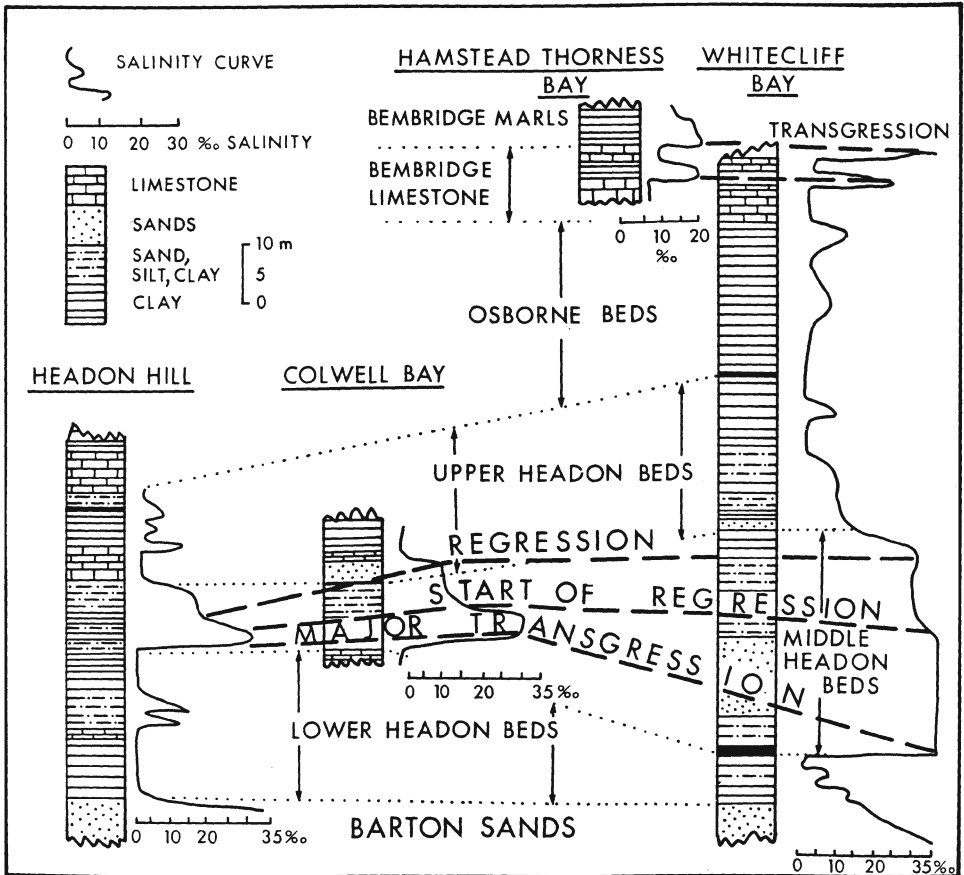 SALINITY CURVE
0 10 20 30 ‰ SALINITY
LIMESTONE
SANDS
SAND,
SILT, CLAY
CLAY
10 m
5
0
HAMSTEAD THORNESS
BAY
WHITECLIFF
BAY
BEMBRIDGE MARLS
BEMBRIDGE
LIMESTONE
TRANSGRESSION
0 10 20
‰
OSBORNE BEDS
HEADON HILL
COLWELL BAY
UPPER HEADON BEDS
REGRESSION
START OF REGRESSION
MAJOR TRANSGRESSION
MIDDLE
HEADON
BEDS
0 10 20 35‰
LOWER HEADON BEDS
0 10 20 35‰
BARTON SANDS
0 10 20 35‰